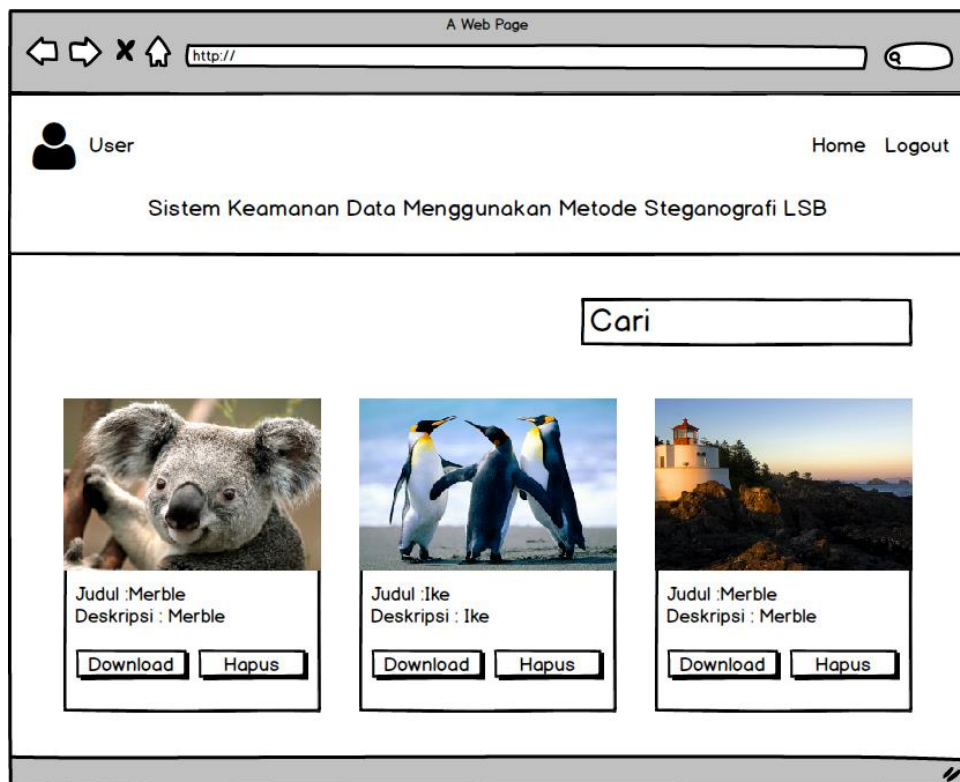 A Web Page
http://
User
Home Logout
Sistem Keamanan Data Menggunakan Metode Steganografi LSB
Cari
Judul :Merble
Deskripsi : Merble
Download Hapus
Judul :Ike
Deskripsi : Ike
Download Hapus
Judul :Merble
Deskripsi : Merble
Download Hapus